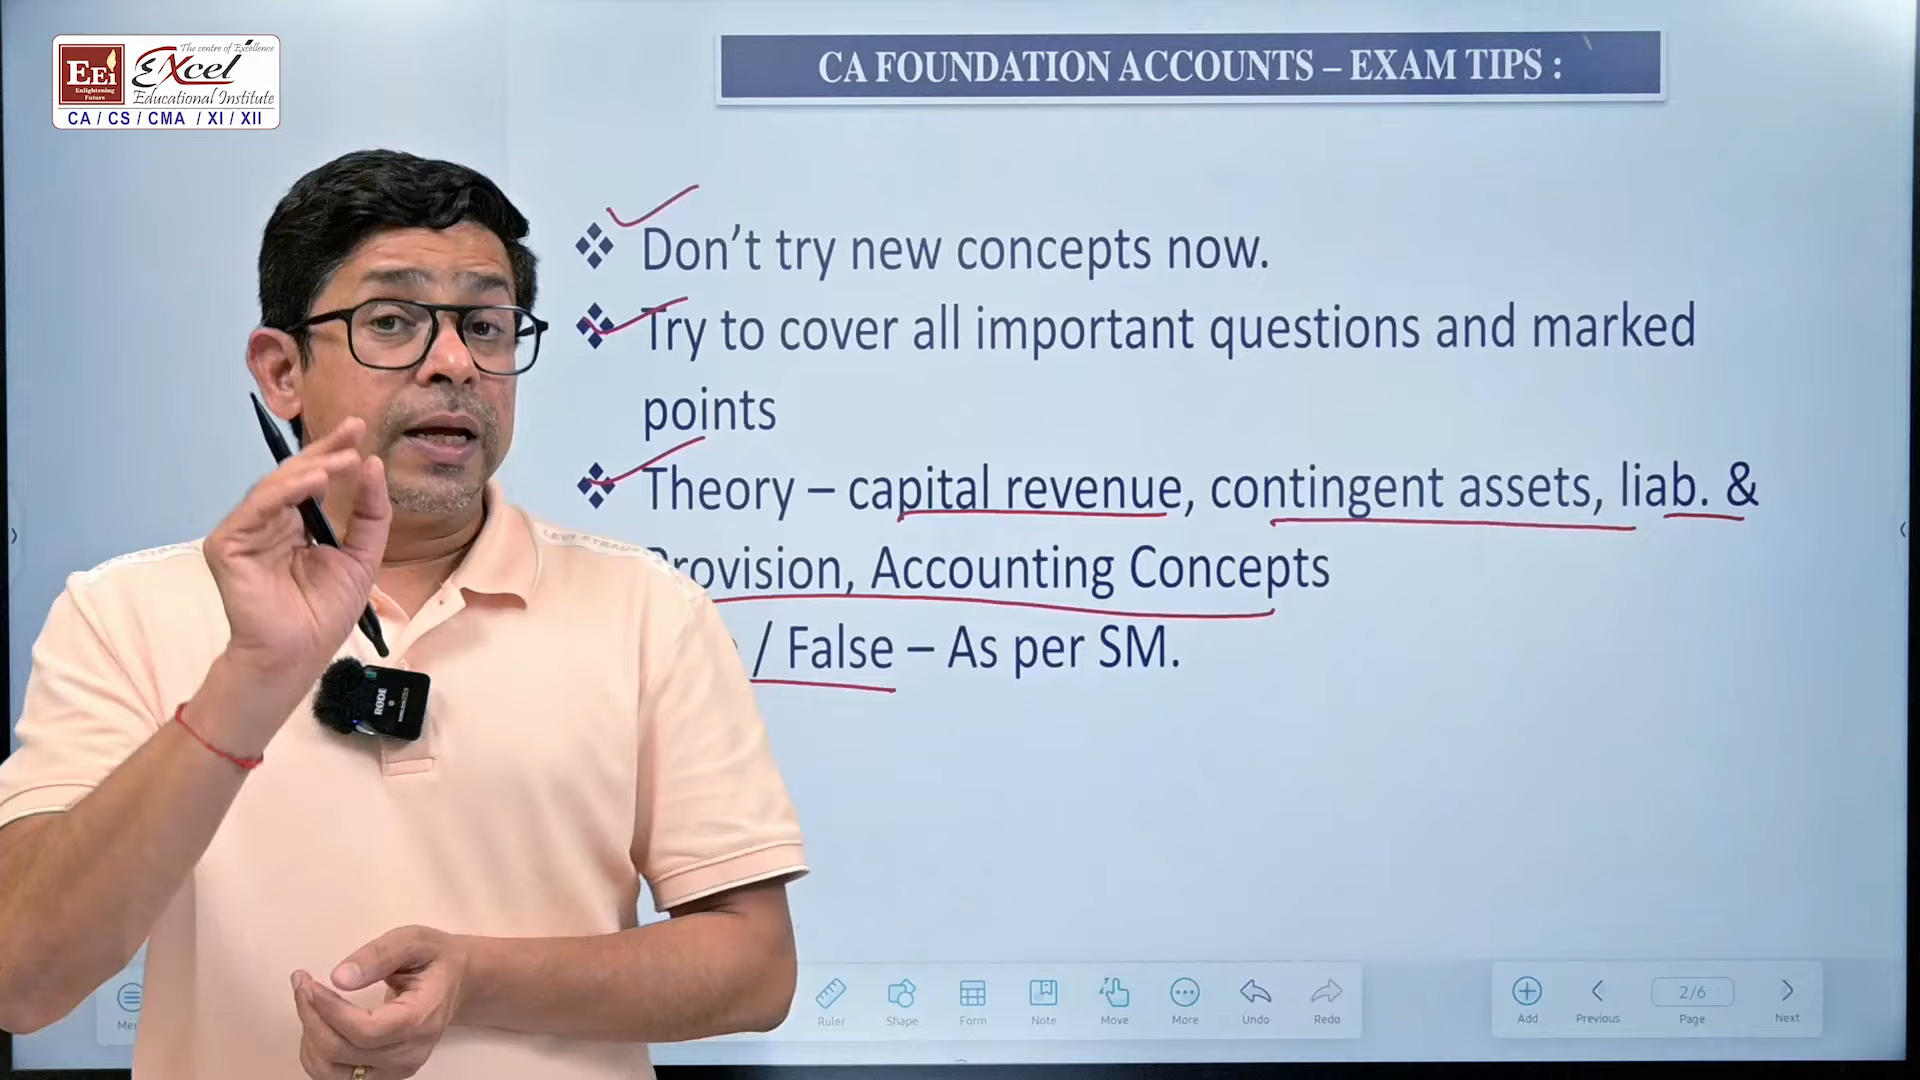 The centre of Excellence
EEi
Excel
Enlightening
Future
Educational Institute
CA / CS / CMA / XI / XII
CA FOUNDATION ACCOUNTS – EXAM TIPS :
Don't try new concepts now.
Try to cover all important questions and marked
points
Theory – capital revenue, contingent assets, liab. &
Provision, Accounting Concepts
/ False – As per SM.
LEVI STRAUSS
RODE
Ruler
Shape
Form
Note
Move
More
Undo
Redo
Add
Previous
2/6
Page
Next